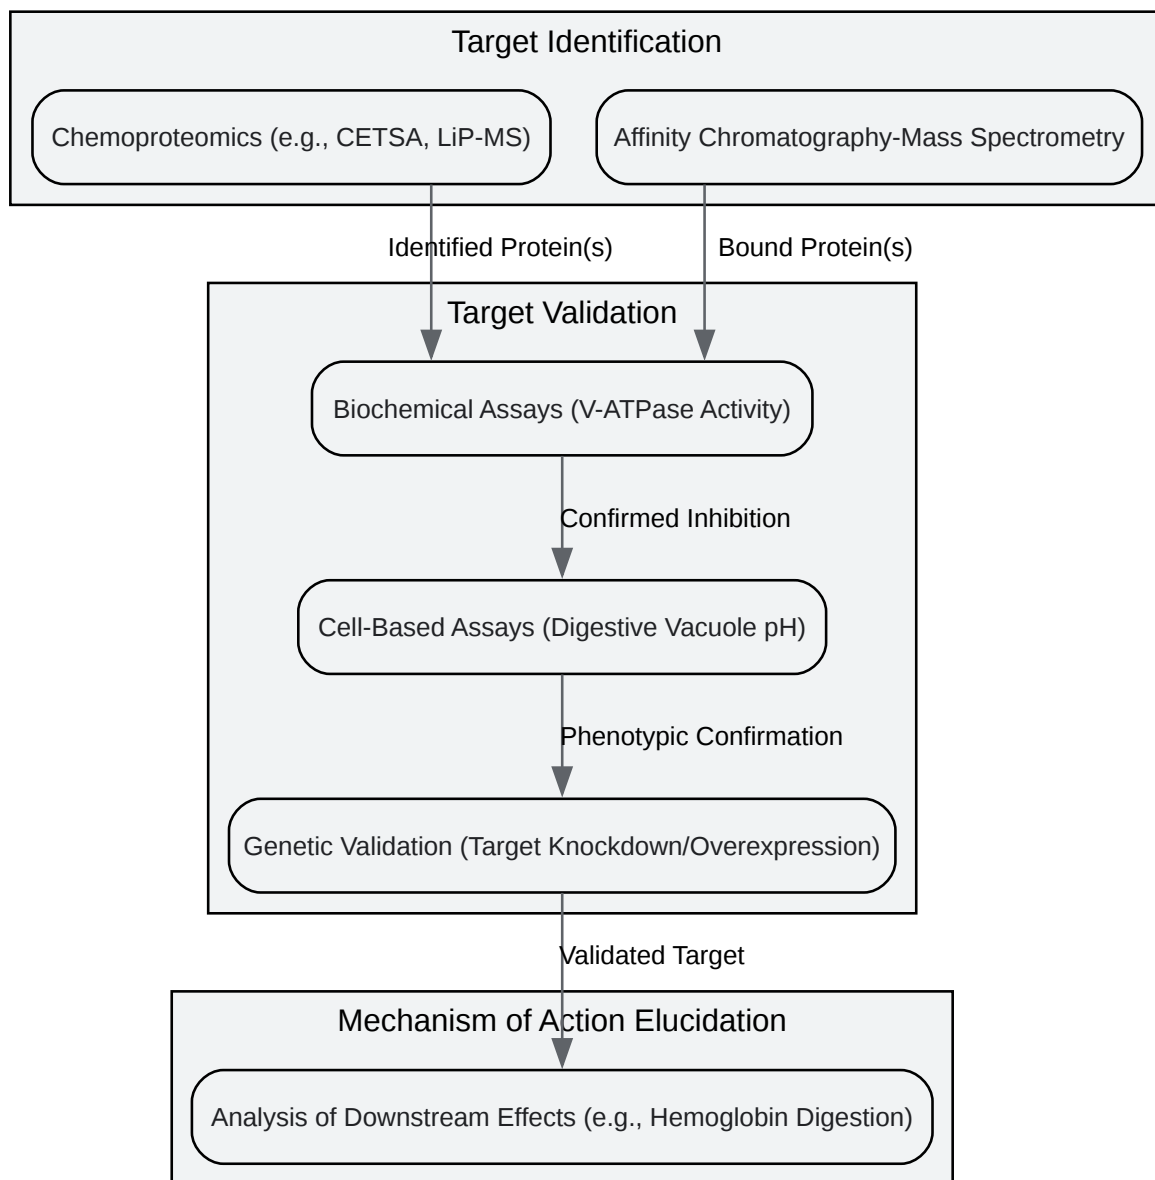 Target Identification
Chemoproteomics (e.g., CETSA, LiP-MS)
Affinity Chromatography-Mass Spectrometry
Identified Protein(s)
Bound Protein(s)
Target Validation
Biochemical Assays (V-ATPase Activity)
Confirmed Inhibition
Cell-Based Assays (Digestive Vacuole pH)
Phenotypic Confirmation
Genetic Validation (Target Knockdown/Overexpression)
Validated Target
Mechanism of Action Elucidation
Analysis of Downstream Effects (e.g., Hemoglobin Digestion)